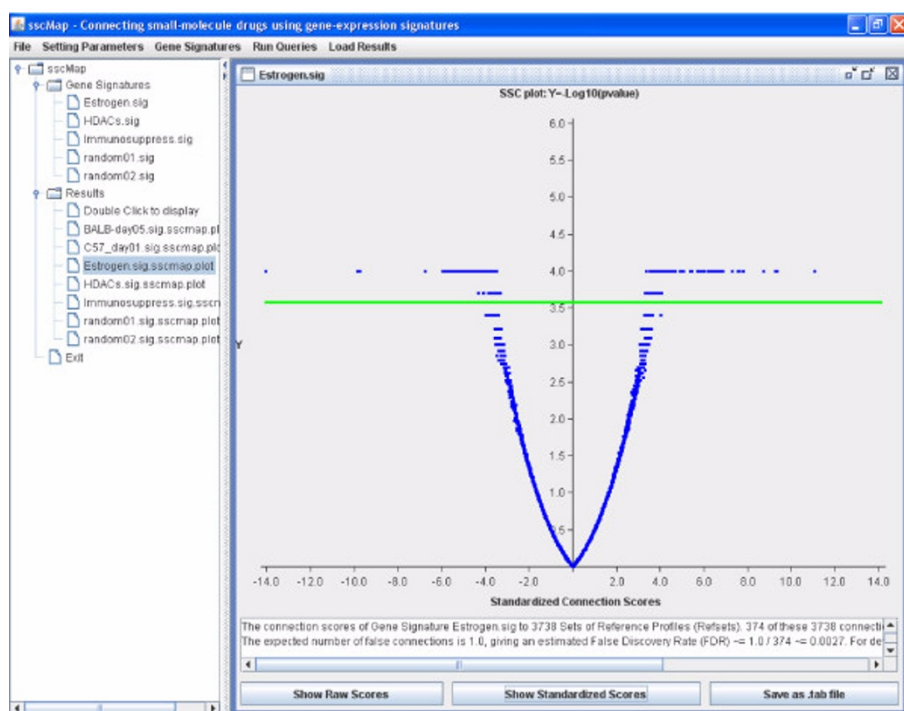 sscMap - Connecting small-molecule drugs using gene-expression signatures
File Setting Parameters Gene Signatures Run Queries Load Results
sscMap
Gene Signatures
Estrogen.sig
HDACs.sig
Immunosuppress.sig
random01.sig
random02.sig
Results
Double Click to display
BALB-day05.sig.sscmap.pl
C57_day01.sig.sscmap.plo
Estrogen.sig.sscmap.plot
HDACs.sig.sscmap.plot
Immunosuppress.sig.sscm
random01.sig.sscmap.plot
random02.sig.sscmap.plot
Exit
Estrogen.sig
SSC plot: Y=-Log10(pvalue)
6.0
5.5
5.0
4.5
4.0
3.5
3.0
2.5
2.0
1.5
1.0
0.5
Y
-14.0 -12.0 -10.0 -8.0 -6.0 -4.0 -2.0 2.0 4.0 6.0 8.0 10.0 12.0 14.0
Standardized Connection Scores
The connection scores of Gene Signature Estrogen.sig to 3738 Sets of Reference Profiles (Refsets). 374 of these 3738 connecti
The expected number of false connections is 1.0, giving an estimated False Discovery Rate (FDR) ~= 1.0 / 374 ~= 0.0027. For de
Show Raw Scores Show Standardized Scores Save as .tab file